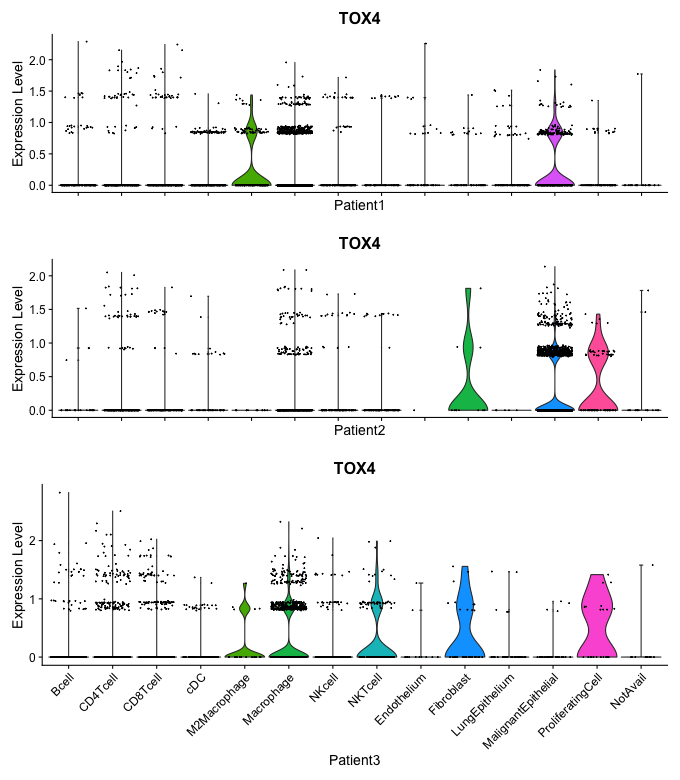 TOX4
Expression Level
2.0
1.5
1.0
0.5
0.0
Patient1
TOX4
Expression Level
2.0
1.5
1.0
0.5
0.0
Patient2
TOX4
Expression Level
2
1
0
Bcell
CD4Tcell
CD8Tcell
cDC
M2Macrophage
Macrophage
NKcell
NKTcell
Endothelium
Fibroblast
LungEpithelium
MalignantEpithelial
ProliferatingCell
NotAvail
Patient3